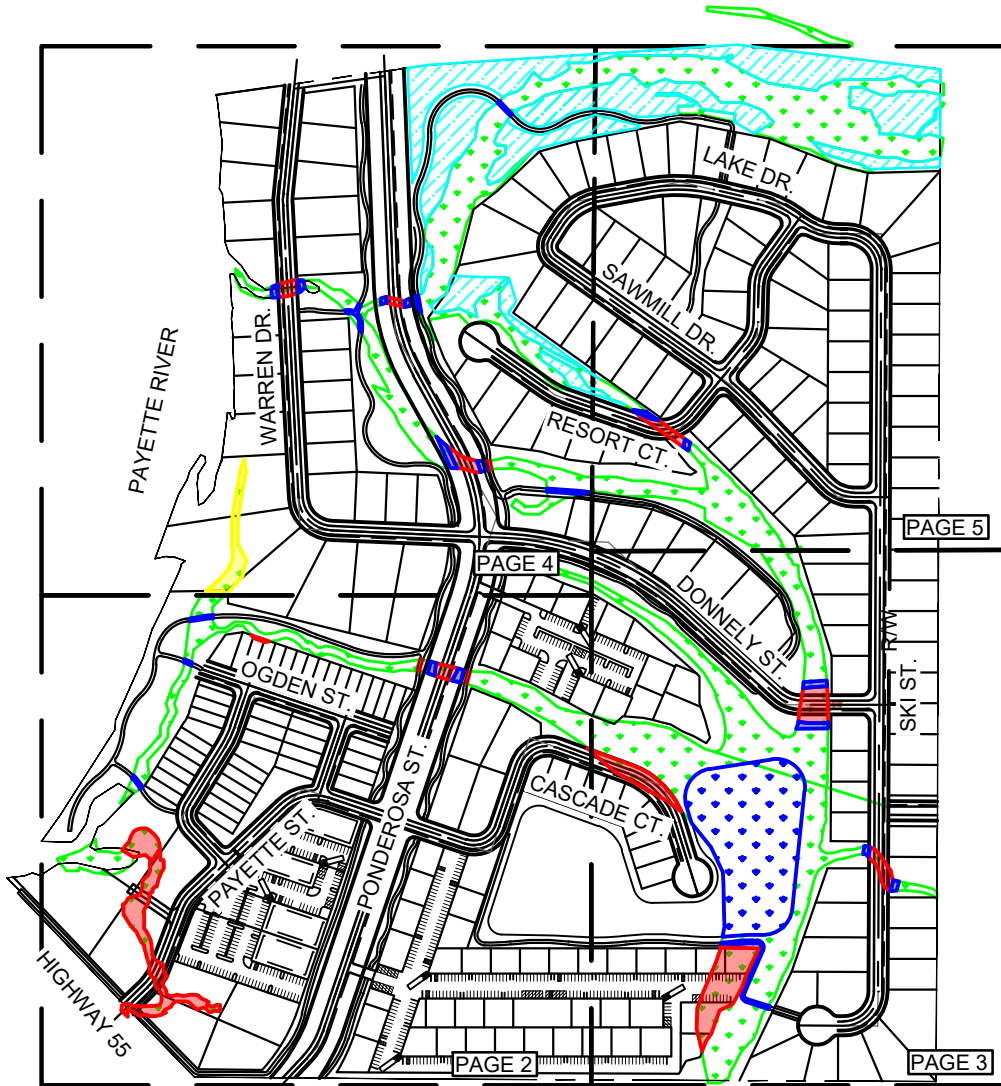 LAKE DR.
SAWMILL DR.
PAYETTE RIVER
WARREN DR.
RESORT CT.
PAGE 5
PAGE 4
DONNELY ST.
R/W
SKI ST.
OGDEN ST.
PONDEROSA ST.
CASCADE CT.
PAYETTE ST.
HIGHWAY 55
PAGE 2
PAGE 3